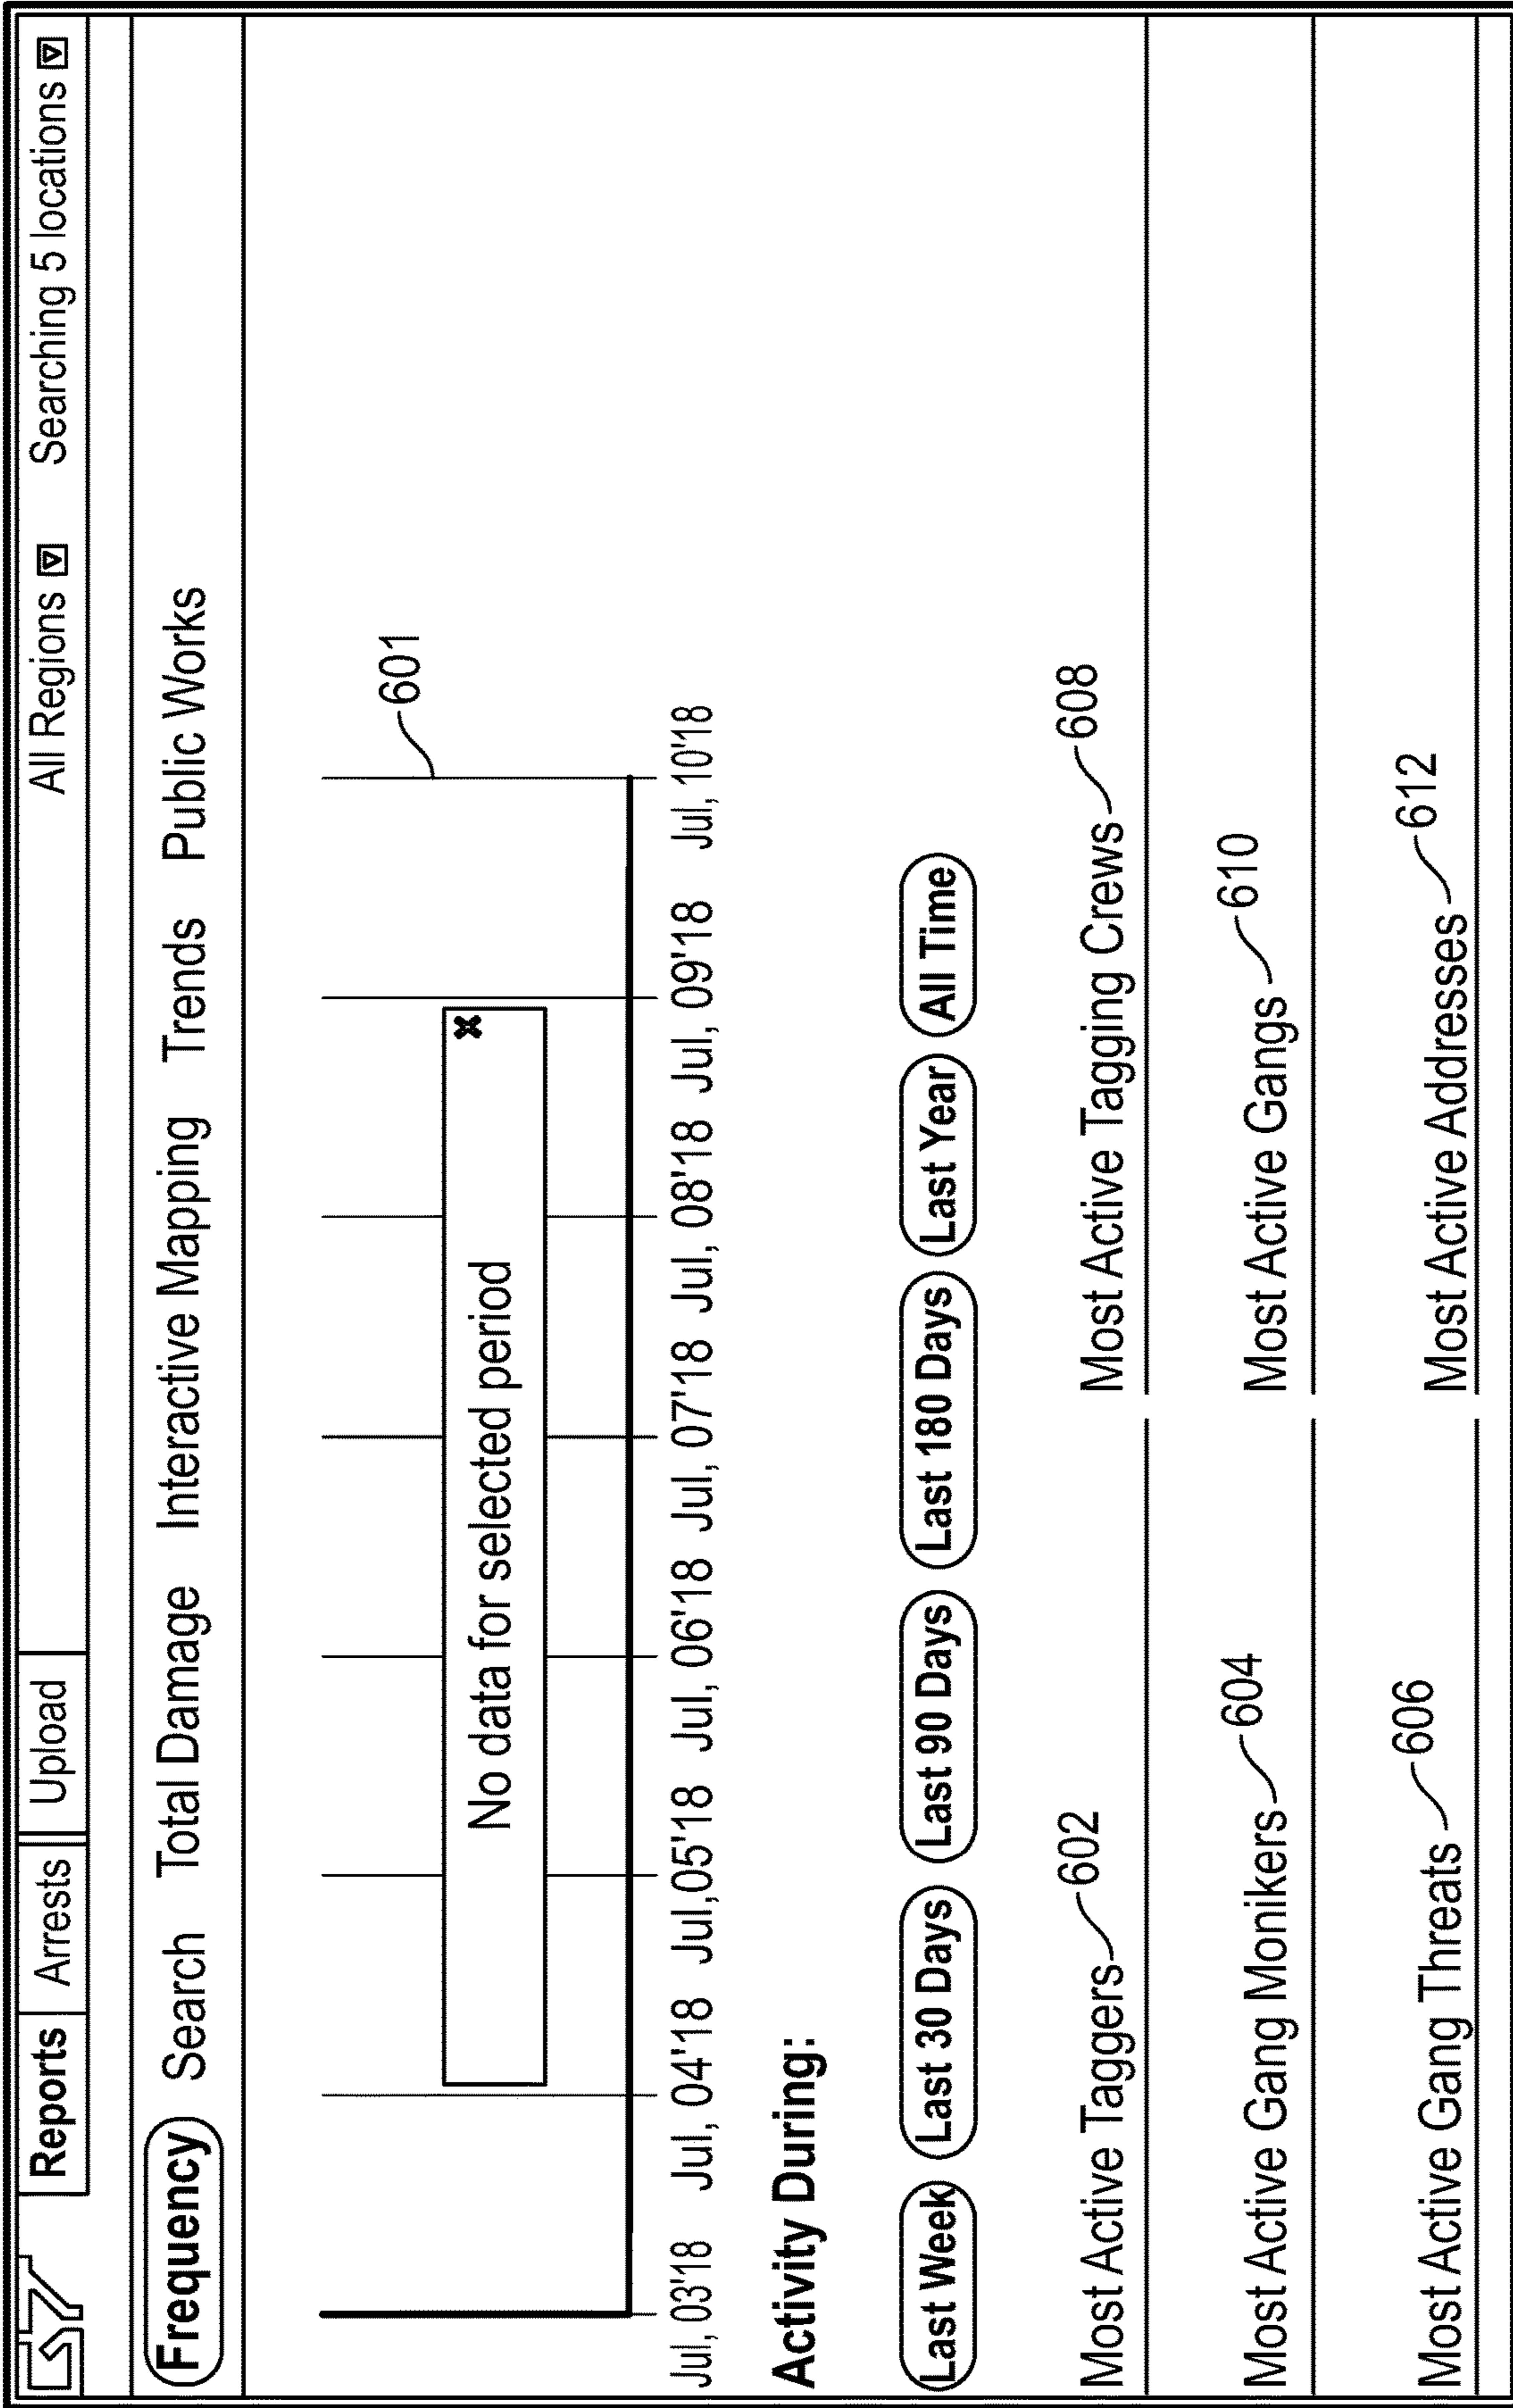 Reports Arrests Upload All Regions Searching 5 locations
Frequency Search Total Damage Interactive Mapping Trends Public Works
601
No data for selected period
Jul, 03'18 Jul, 04'18 Jul,05'18 Jul, 06'18 Jul, 07'18 Jul, 08'18 Jul, 09'18 Jul, 10'18
Activity During:
Last Week Last 30 Days Last 90 Days Last 180 Days Last Year All Time
Most Active Taggers 602 Most Active Tagging Crews 608
Most Active Gang Monikers 604 Most Active Gangs 610
Most Active Gang Threats 606 Most Active Addresses 612